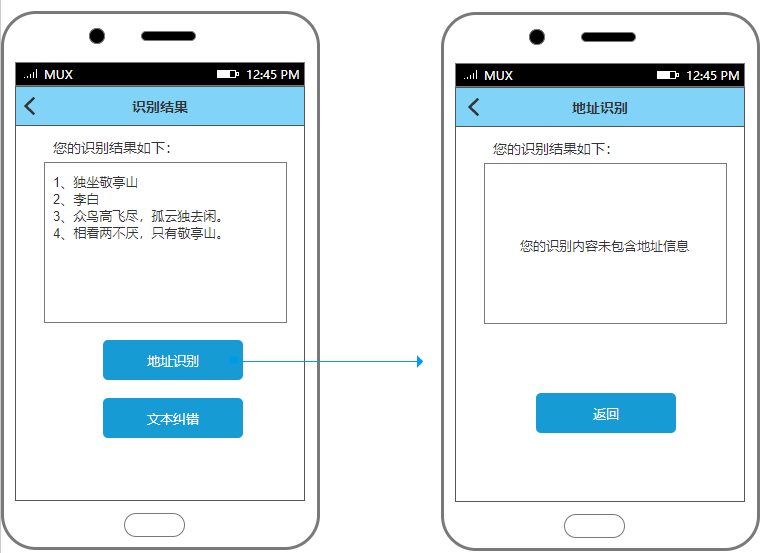 MUX 12:45 PM
识别结果
您的识别结果如下：
1、独坐敬亭山
2、李白
3、众鸟高飞尽，孤云独去闲。
4、相看两不厌，只有敬亭山。
地址识别
文本纠错
MUX 12:45 PM
地址识别
您的识别结果如下：
您的识别内容未包含地址信息
返回